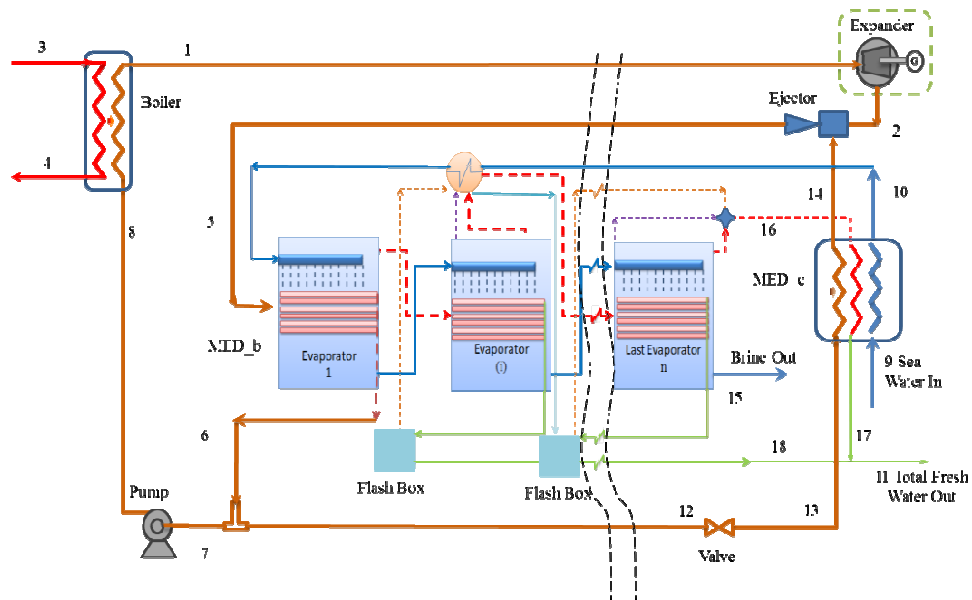 Expander
3
1
G
Boiler
Ejector
2
4
14
10
8
5
16
MED_c
MED_b
Evaporator
1
Evaporator
(i)
Last Evaporator
n
Brine Out
9 Sea
Water In
15
6
17
18
Flash Box
Flash Box
11 Total Fresh
Water Out
Pump
12
13
7
Valve